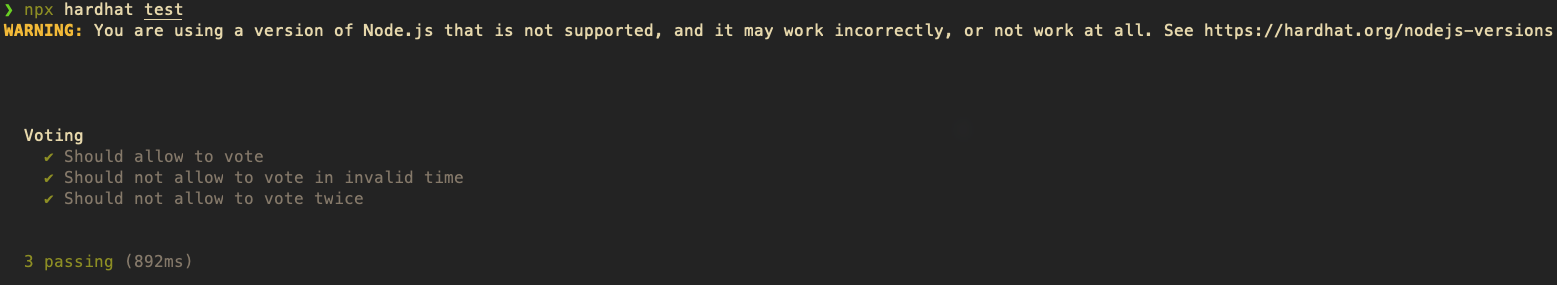 ❯ npx hardhat test
WARNING: You are using a version of Node.js that is not supported, and it may work incorrectly, or not work at all. See https://hardhat.org/nodejs-versions
Voting
✔ Should allow to vote
✔ Should not allow to vote in invalid time
✔ Should not allow to vote twice
3 passing (892ms)